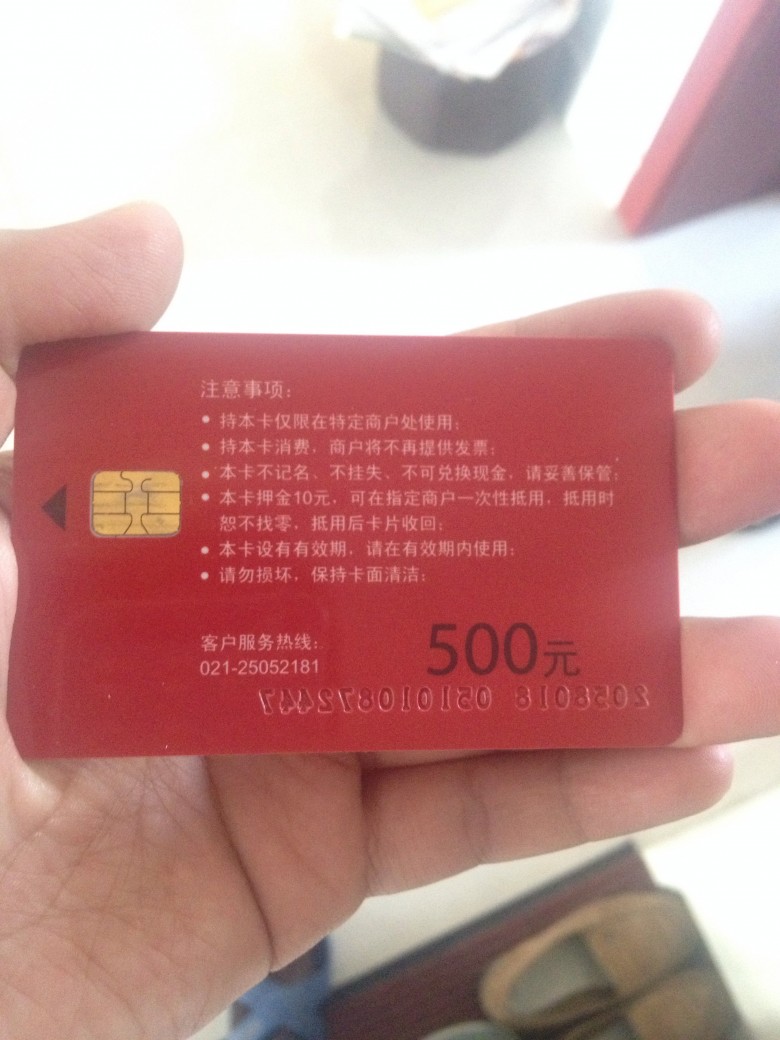 注意事项：
• 持本卡仅限在特定商户处使用；
• 持本卡消费，商户将不再提供发票；
• 本卡不记名、不挂失、不可兑换现金，请妥善保管；
• 本卡押金10元，可在指定商户一次性抵用，抵用时
恕不找零，抵用后卡片收回；
• 本卡设有有效期，请在有效期内使用；
• 请勿损坏，保持卡面清洁；
客户服务热线：
021-25052181
500元
2058018 051010872447